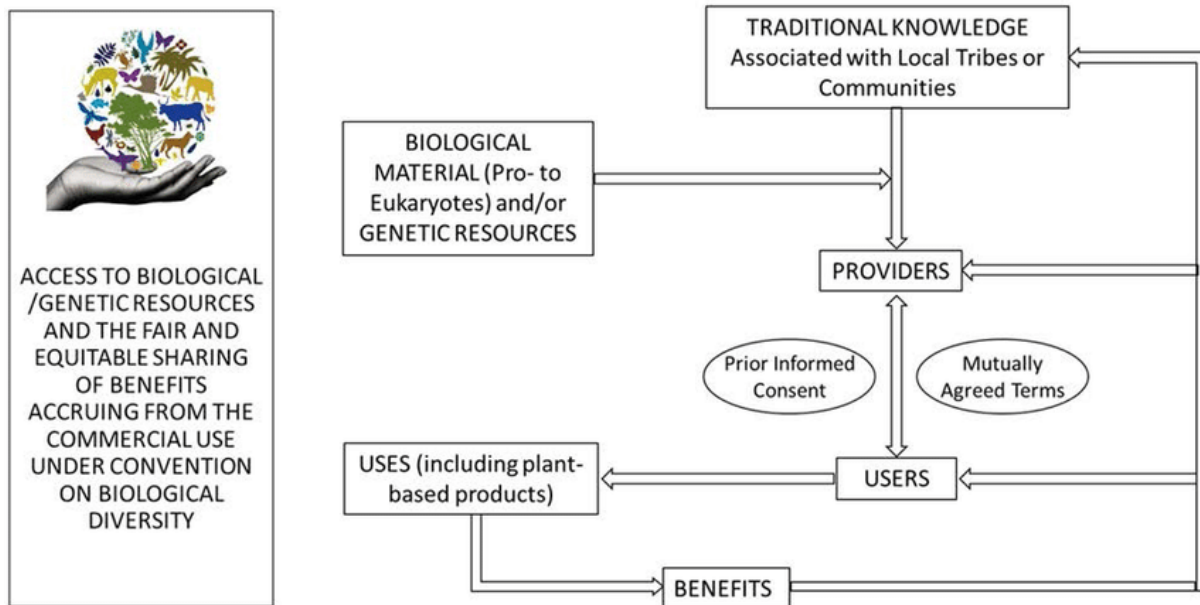 ACCESS TO BIOLOGICAL
/GENETIC RESOURCES
AND THE FAIR AND
EQUITABLE SHARING
OF BENEFITS
ACCRUING FROM THE
COMMERCIAL USE
UNDER CONVENTION
ON BIOLOGICAL
DIVERSITY
TRADITIONAL KNOWLEDGE
Associated with Local Tribes or
Communities
BIOLOGICAL
MATERIAL (Pro- to
Eukaryotes) and/or
GENETIC RESOURCES
PROVIDERS
Prior Informed
Consent
Mutually
Agreed Terms
USES (including plant-
based products)
USERS
BENEFITS